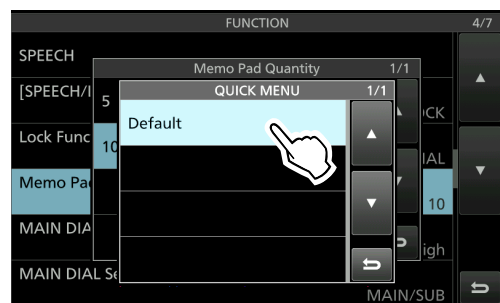 FUNCTION 4/7
SPEECH
Memo Pad Quantity 1/1
[SPEECH/
QUICK MENU 1/1
5
CK
Default
Lock Func
10
IAL
Memo Pa
10
MAIN DIA
igh
MAIN DIAL Se
MAIN/SUB